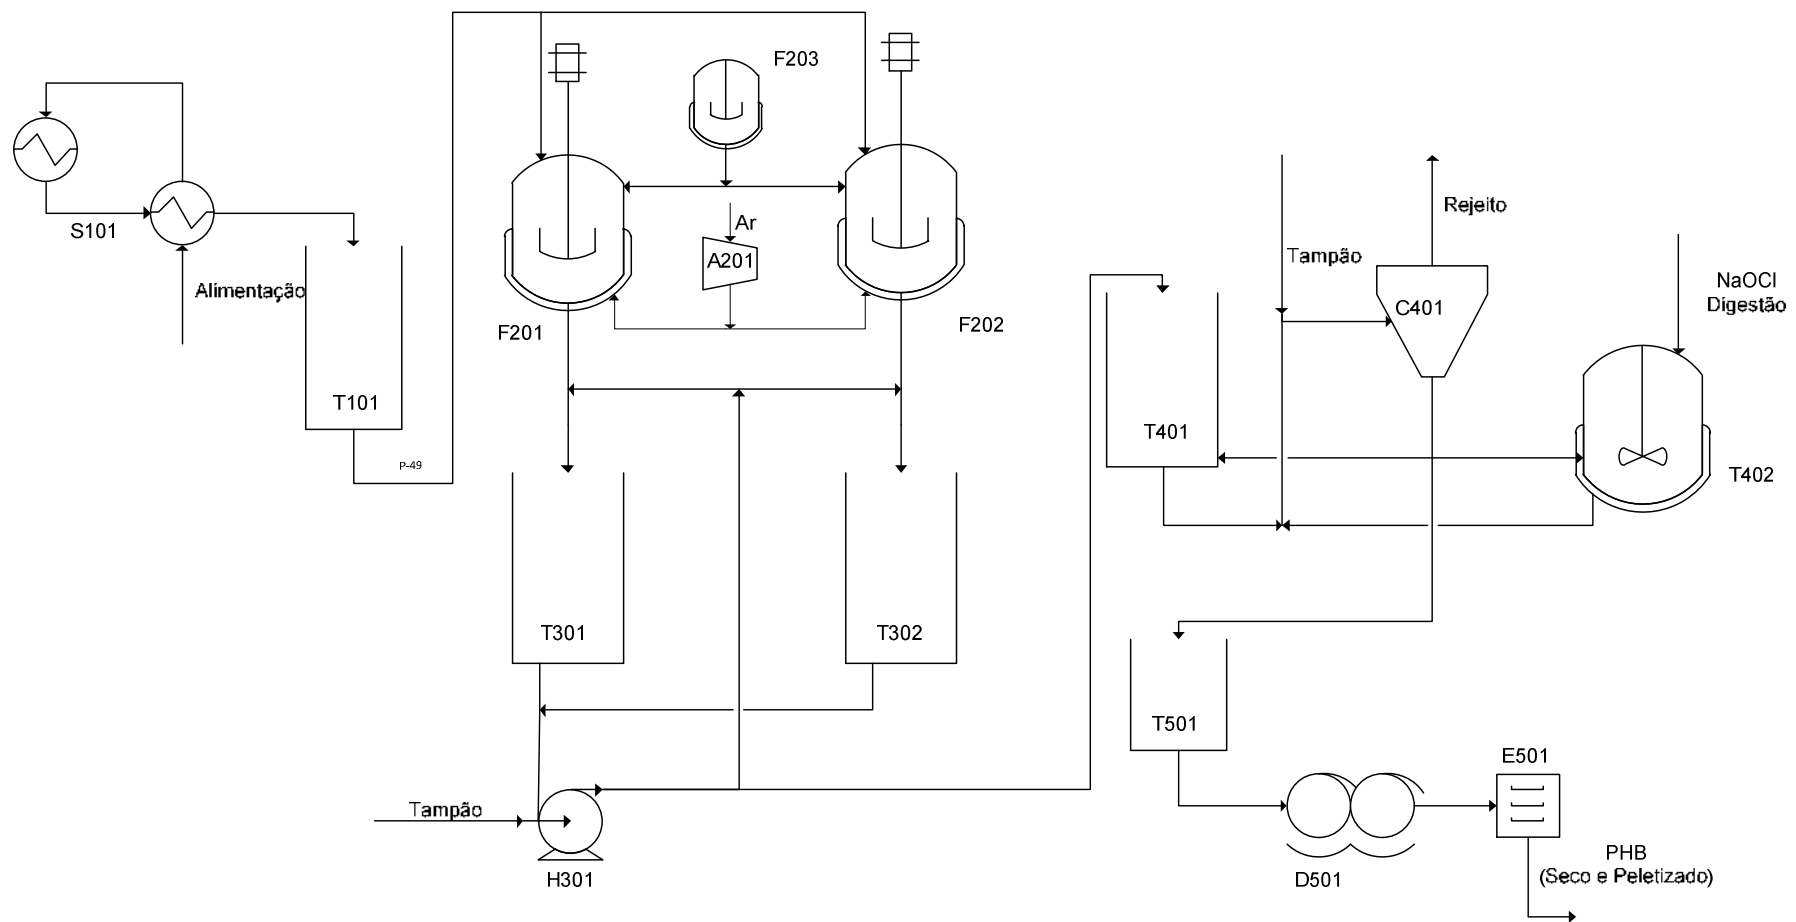 F203
S101
Alimentação
T101
P-49
Ar
A201
F201
F202
Rejeito
Tampão
C401
NaOCl
Digestão
T401
T402
T301
T302
T501
Tampão
H301
E501
D501
PHB
(Seco e Peletizado)